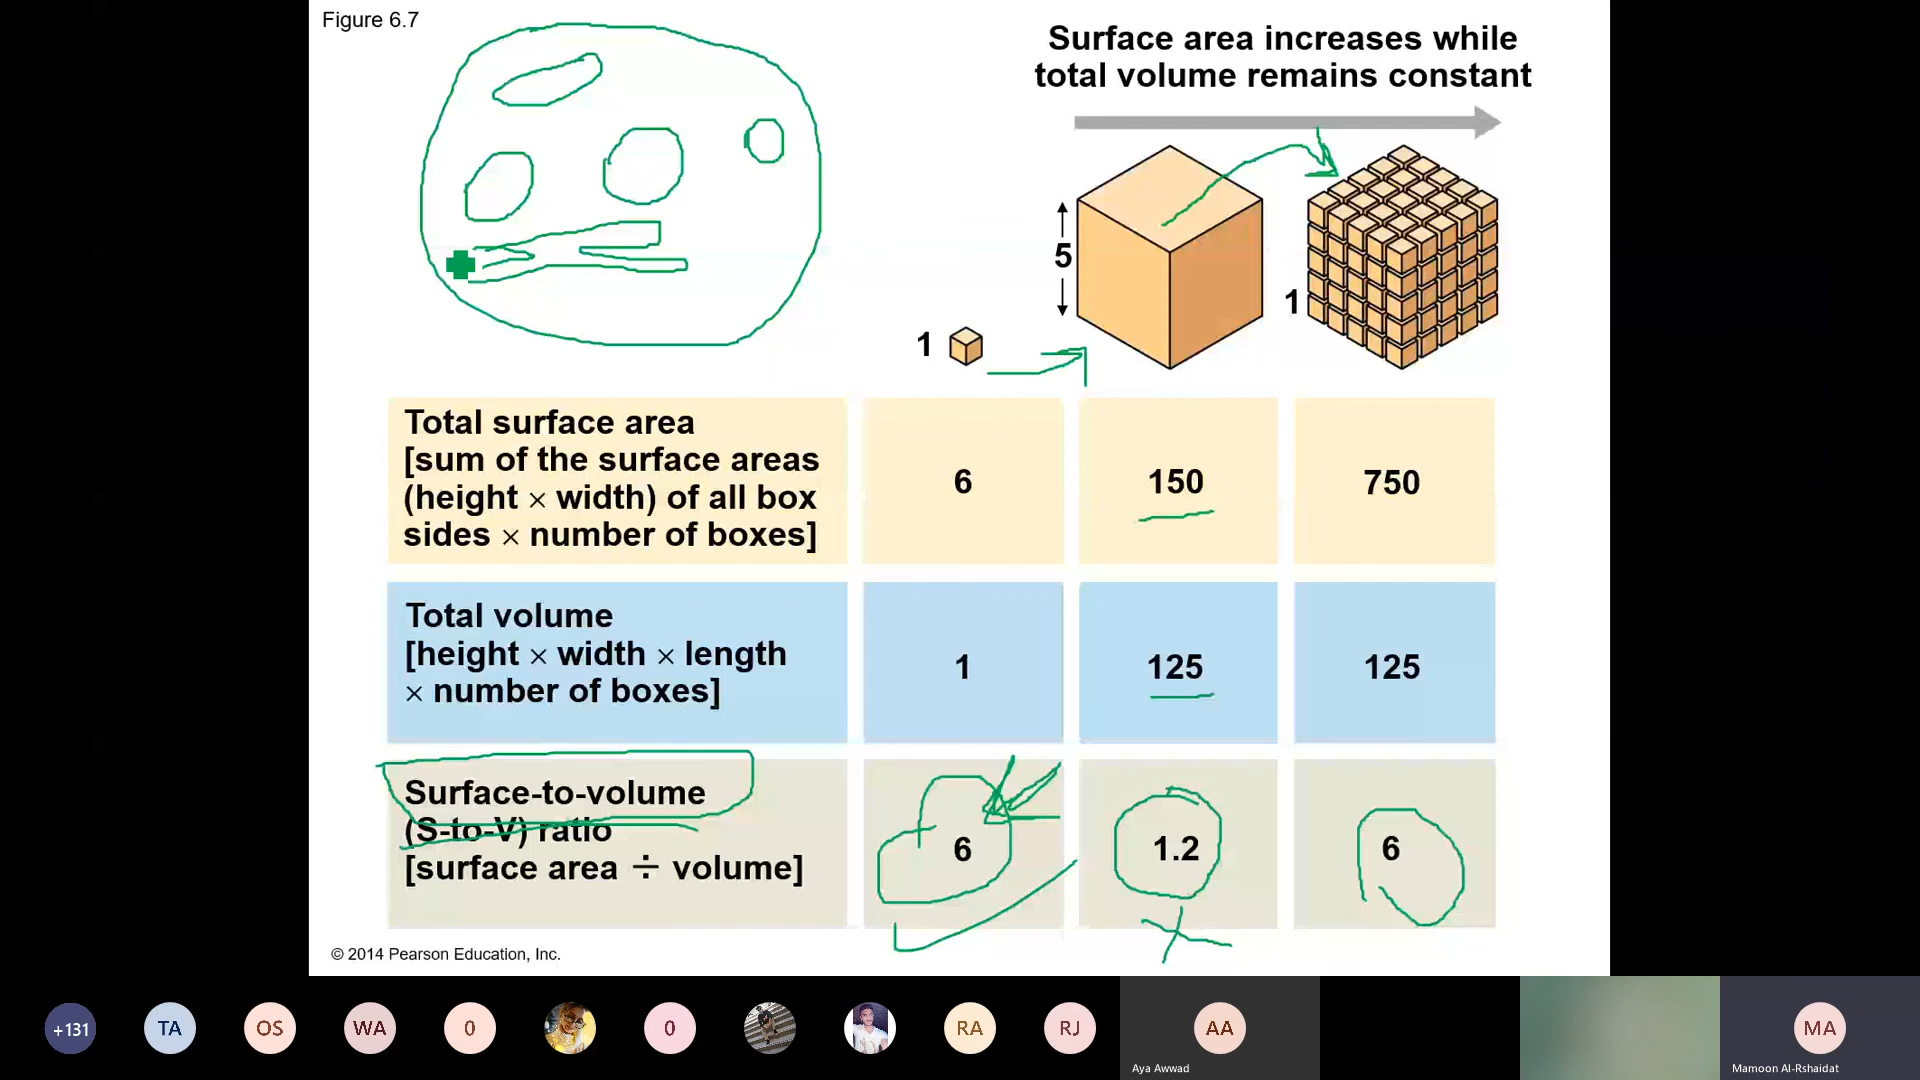 Figure 6.7
Surface area increases while
total volume remains constant
5
1
1
Total surface area
[sum of the surface areas
(height × width) of all box
sides × number of boxes]
6
150
750
Total volume
[height × width × length
× number of boxes]
1
125
125
Surface-to-volume
(S-to-V) ratio
[surface area ÷ volume]
6
1.2
6
© 2014 Pearson Education, Inc.
+131
TA
OS
WA
0
0
RA
RJ
AA
MA
Aya Awwad
Mamoon Al-Rshaidat